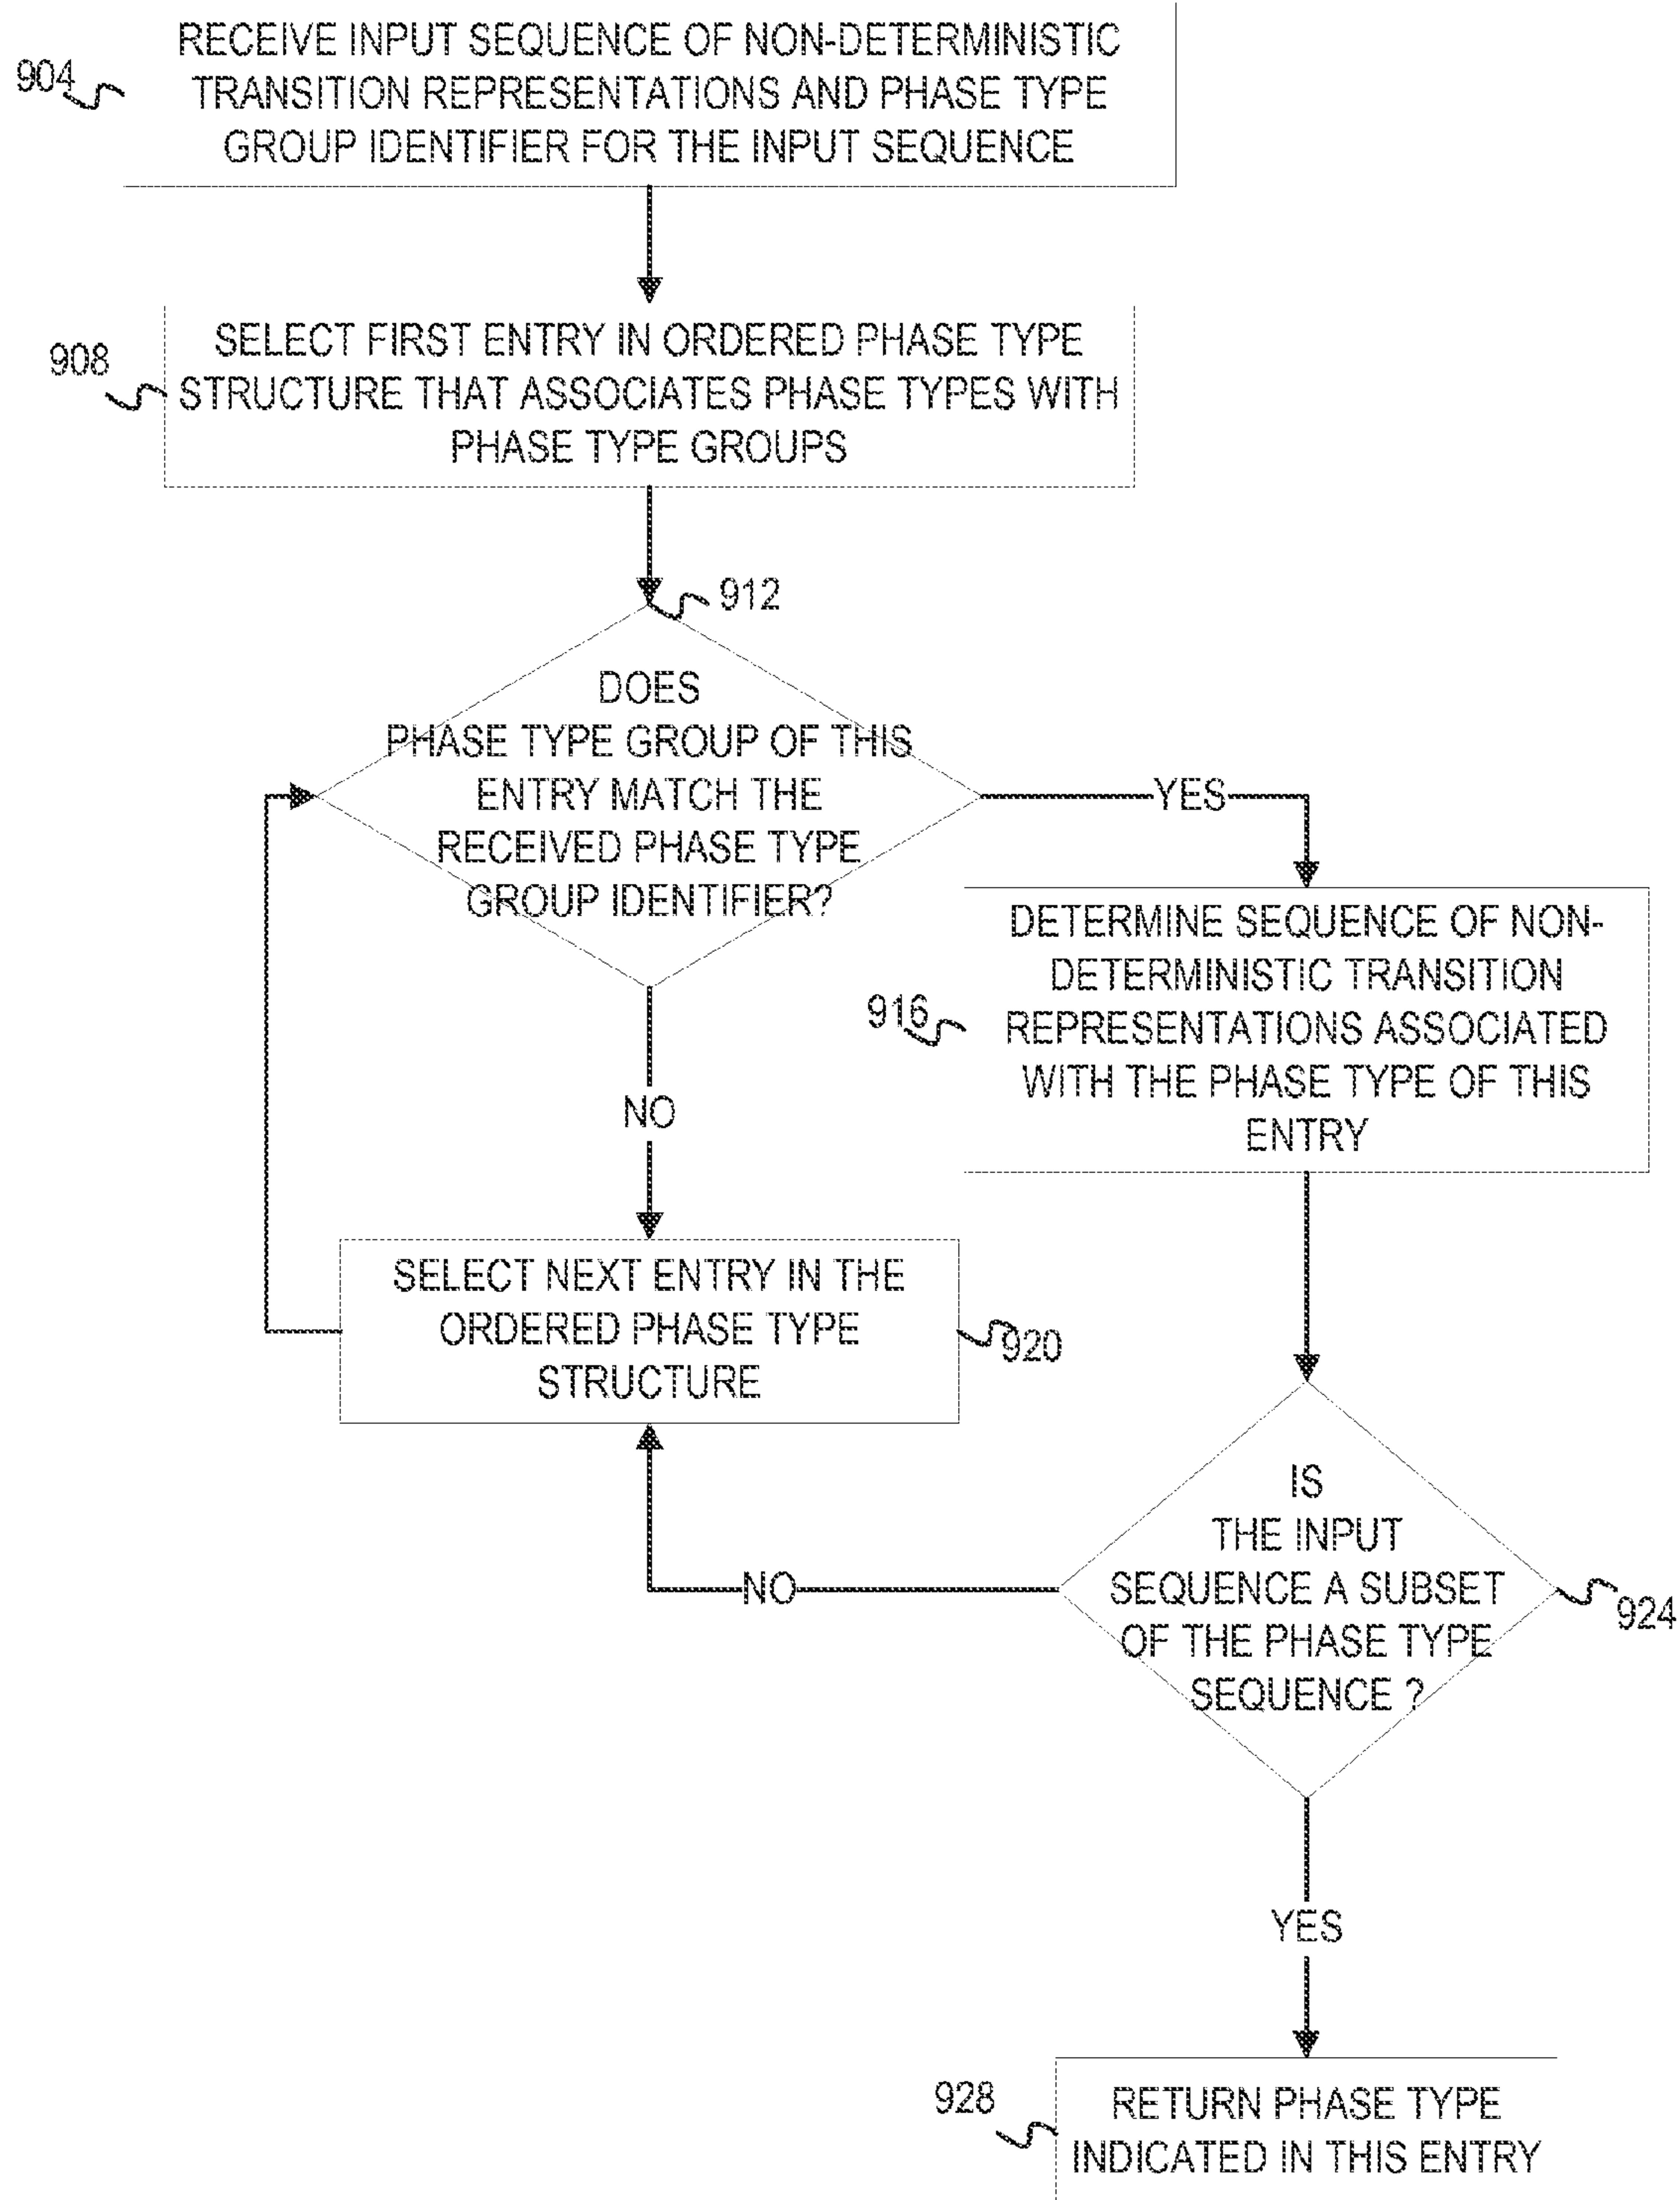 904
RECEIVE INPUT SEQUENCE OF NON-DETERMINISTIC
TRANSITION REPRESENTATIONS AND PHASE TYPE
GROUP IDENTIFIER FOR THE INPUT SEQUENCE
908
SELECT FIRST ENTRY IN ORDERED PHASE TYPE
STRUCTURE THAT ASSOCIATES PHASE TYPES WITH
PHASE TYPE GROUPS
912
DOES
PHASE TYPE GROUP OF THIS
ENTRY MATCH THE
RECEIVED PHASE TYPE
GROUP IDENTIFIER?
YES
NO
916
DETERMINE SEQUENCE OF NON-
DETERMINISTIC TRANSITION
REPRESENTATIONS ASSOCIATED
WITH THE PHASE TYPE OF THIS
ENTRY
SELECT NEXT ENTRY IN THE
ORDERED PHASE TYPE
STRUCTURE
920
IS
THE INPUT
SEQUENCE A SUBSET
OF THE PHASE TYPE
SEQUENCE ?
924
NO
YES
928
RETURN PHASE TYPE
INDICATED IN THIS ENTRY